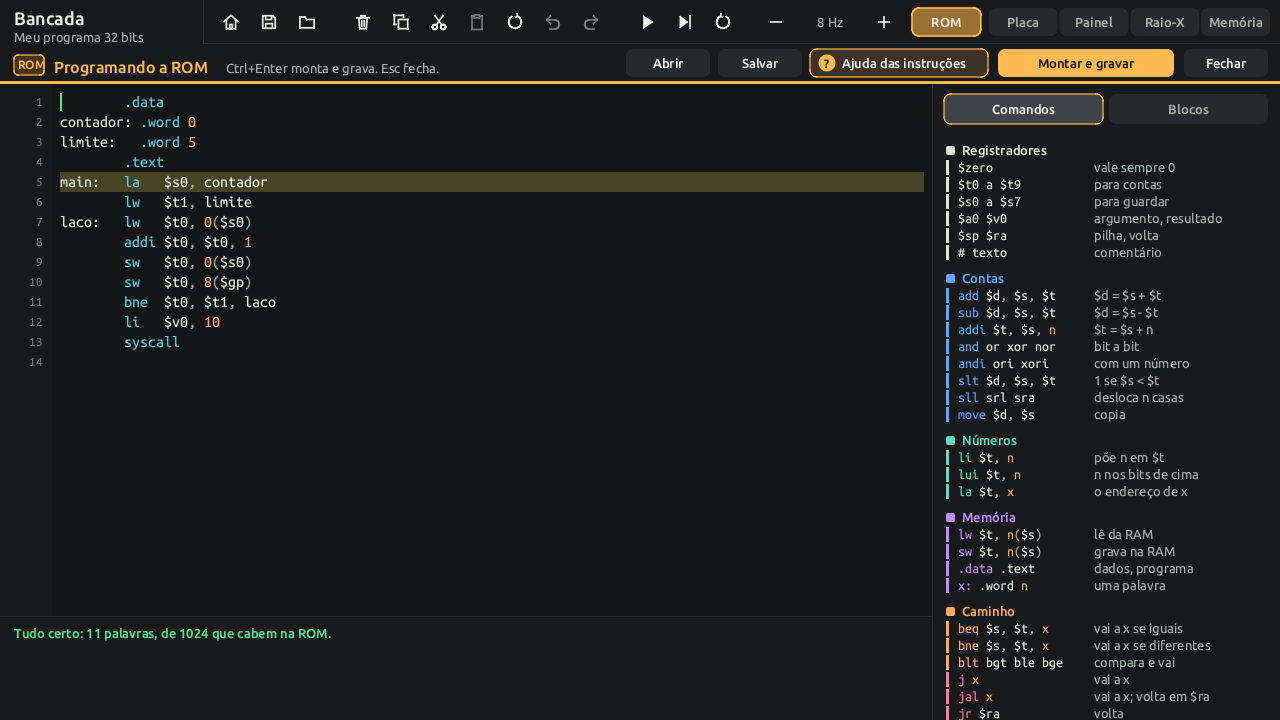 Bancada
Meu programa 32 bits
8 Hz
ROM
Placa
Painel
Raio-X
Memória
ROM
Programando a ROM
Ctrl+Enter monta e grava. Esc fecha.
Abrir
Salvar
? Ajuda das instruções
Montar e gravar
Fechar
1 .data
2 contador: .word 0
3 limite: .word 5
4 .text
5 main: la $s0, contador
6 lw $t1, limite
7 laco: lw $t0, 0($s0)
8 addi $t0, $t0, 1
9 sw $t0, 0($s0)
10 sw $t0, 8($gp)
11 bne $t0, $t1, laco
12 li $v0, 10
13 syscall
14
Tudo certo: 11 palavras, de 1024 que cabem na ROM.
Comandos
Blocos
Registradores
$zero vale sempre 0
$t0 a $t9 para contas
$s0 a $s7 para guardar
$a0 $v0 argumento, resultado
$sp $ra pilha, volta
# texto comentário
Contas
add $d, $s, $t $d = $s + $t
sub $d, $s, $t $d = $s - $t
addi $t, $s, n $t = $s + n
and or xor nor bit a bit
andi ori xori com um número
slt $d, $s, $t 1 se $s < $t
sll srl sra desloca n casas
move $d, $s copia
Números
li $t, n põe n em $t
lui $t, n n nos bits de cima
la $t, x o endereço de x
Memória
lw $t, n($s) lê da RAM
sw $t, n($s) grava na RAM
.data .text dados, programa
x: .word n uma palavra
Caminho
beq $s, $t, x vai a x se iguais
bne $s, $t, x vai a x se diferentes
blt bgt ble bge compara e vai
j x vai a x
jal x vai a x; volta em $ra
jr $ra volta